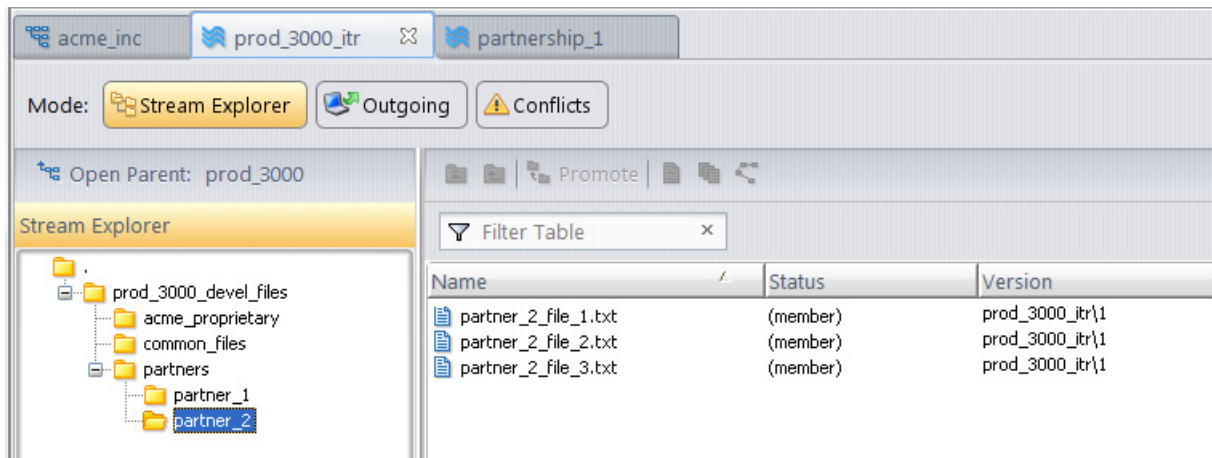 acme_inc prod_3000_itr partnership_1
Mode: Stream Explorer Outgoing Conflicts
Open Parent: prod_3000 Promote
Stream Explorer
Filter Table
.
prod_3000_devel_files
acme_proprietary
common_files
partners
partner_1
partner_2
Name Status Version
partner_2_file_1.txt (member) prod_3000_itr\1
partner_2_file_2.txt (member) prod_3000_itr\1
partner_2_file_3.txt (member) prod_3000_itr\1